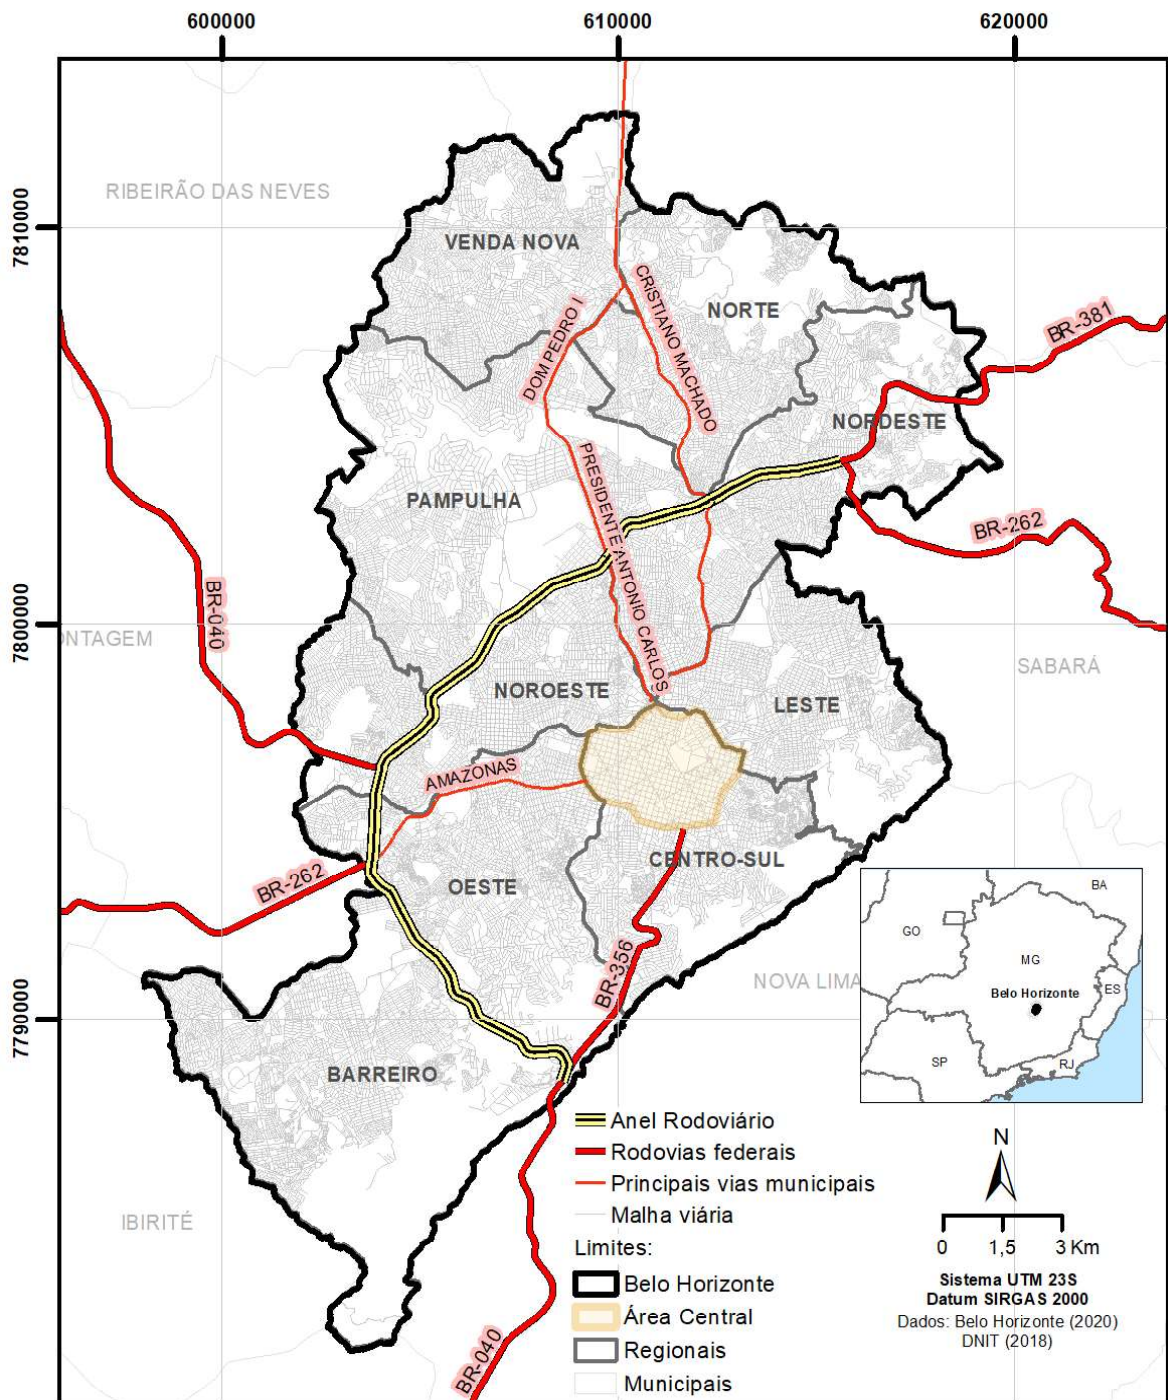 600000
610000
620000
7810000
7800000
7790000
RIBEIRÃO DAS NEVES
VENDA NOVA
CRISTIANO MACHADO
NORTE
DOM PEDRO I
BR-381
NORDESTE
PRESIDENTE ANTONIO CARLOS
PAMPULHA
BR-262
BR-040
ONTAGEM
SABARÁ
NOROESTE
LESTE
AMAZONAS
CENTRO-SUL
BR-262
OESTE
BR-356
NOVA LIMA
BARREIRO
IBIRITÉ
BR-040
BA
GO
MG
ES
Belo Horizonte
SP
RJ
Anel Rodoviário
Rodovias federais
Principais vias municipais
Malha viária
Limites:
Belo Horizonte
Área Central
Regionais
Municipais
N
0 1,5 3 Km
Sistema UTM 23S
Datum SIRGAS 2000
Dados: Belo Horizonte (2020)
DNIT (2018)